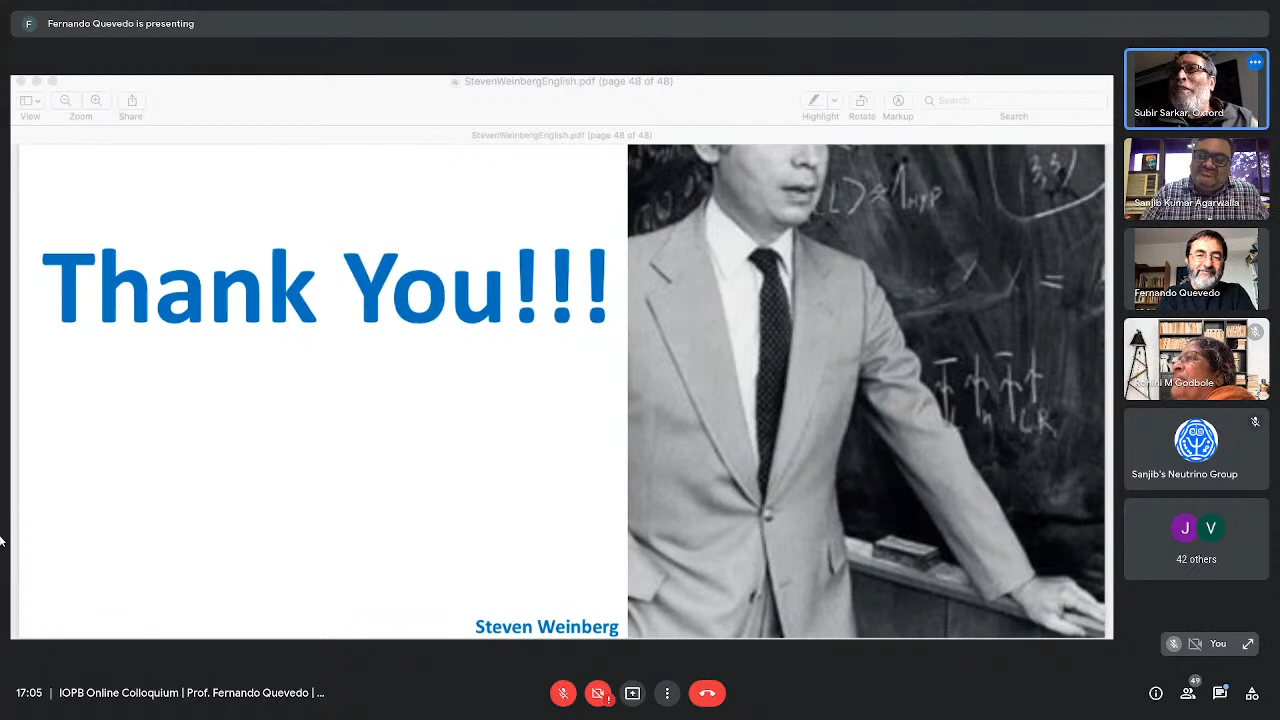 F Fernando Quevedo is presenting
StevenWeinbergEnglish.pdf (page 48 of 48)
View
Zoom
Share
Highlight
Rotate
Markup
Search
Search
StevenWeinbergEnglish.pdf (page 48 of 48)
Thank You!!!
Steven Weinberg
Subir Sarkar, Oxford
Sanjib Kumar Agarwalla
Fernando Quevedo
Rohini M Godbole
Sanjib's Neutrino Group
J V
42 others
You
17:05 | IOPB Online Colloquium | Prof. Fernando Quevedo | ...
49